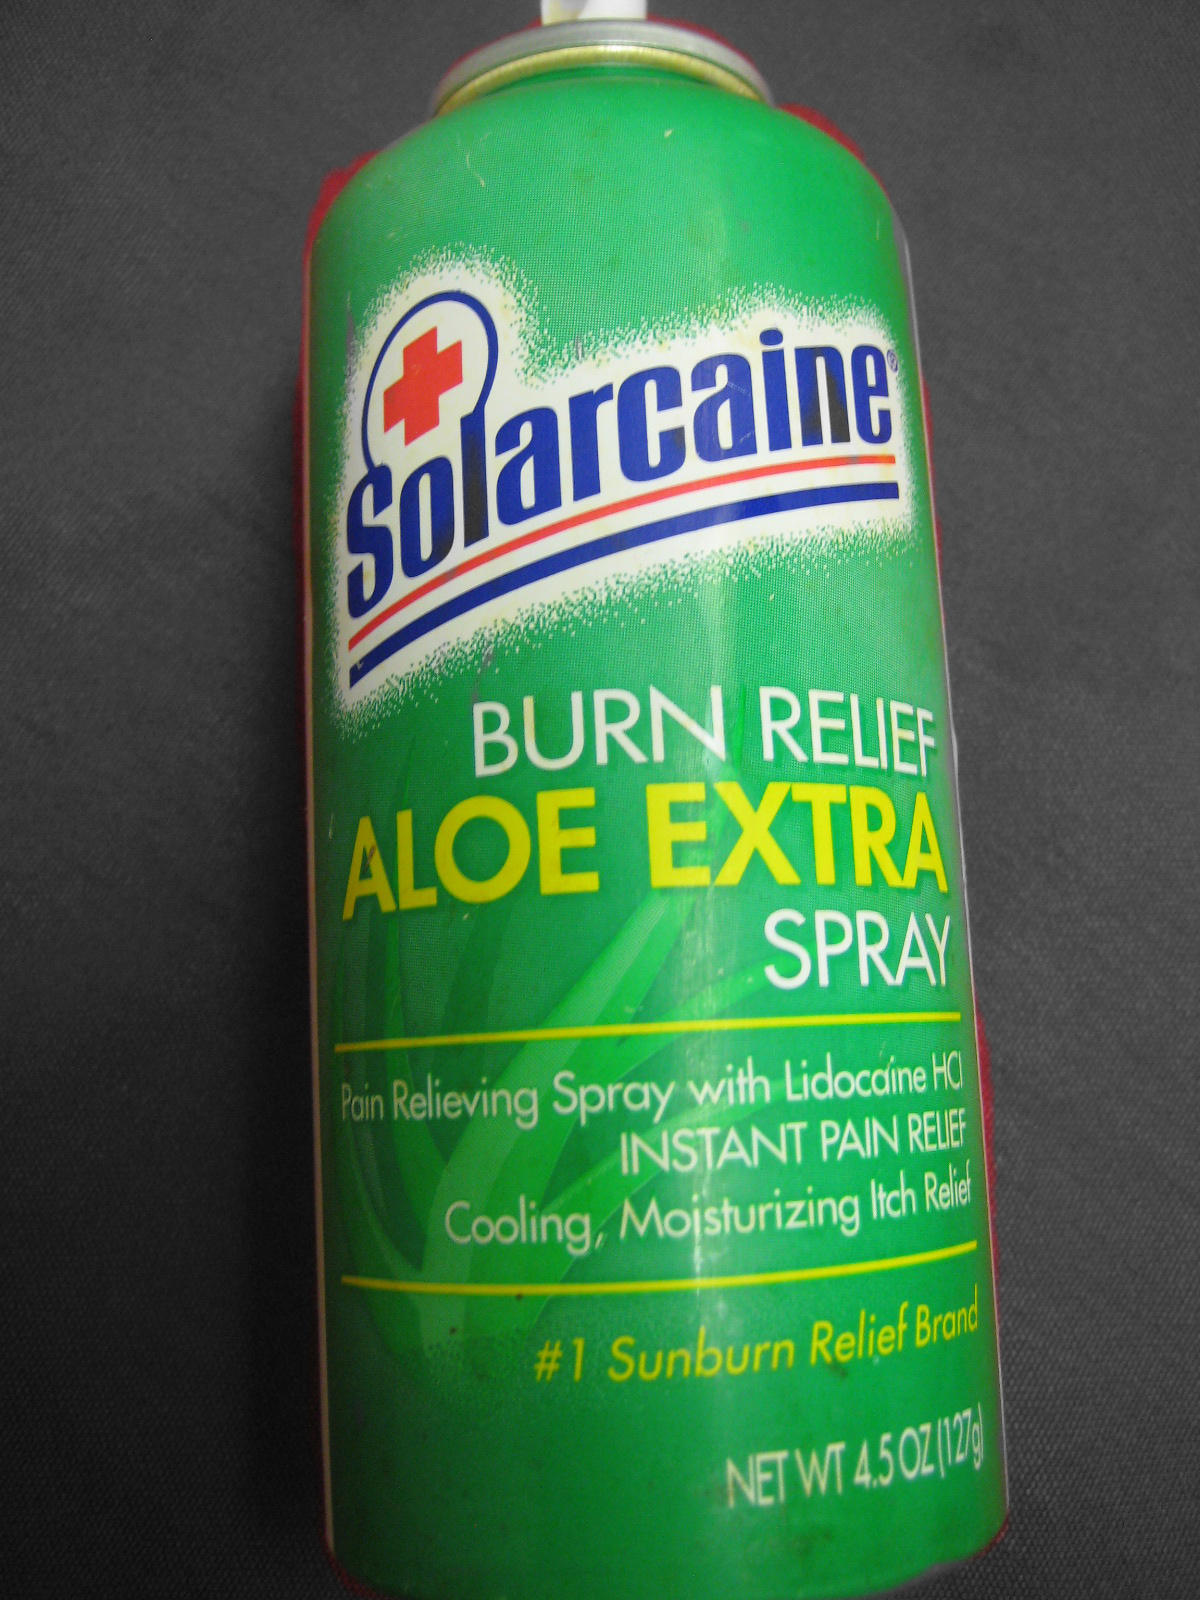 Solarcaine®
BURN RELIEF
ALOE EXTRA
SPRAY
Pain Relieving Spray with Lidocaine HCl
INSTANT PAIN RELIEF
Cooling, Moisturizing Itch Relief
#1 Sunburn Relief Brand
NET WT 4.5 OZ (127g)